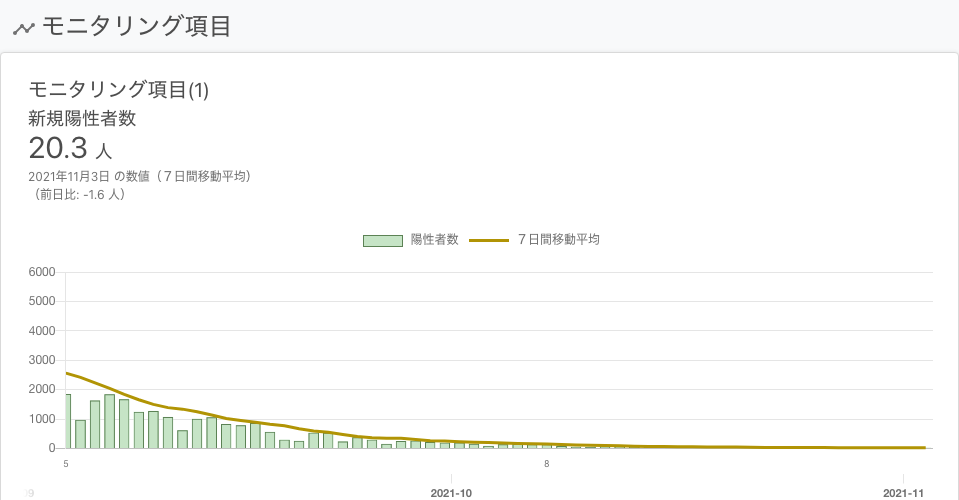 モニタリング項目
モニタリング項目(1)
新規陽性者数
20.3 人
2021年11月3日 の数値（７日間移動平均）
（前日比: -1.6 人）
陽性者数 ７日間移動平均
6000
5000
4000
3000
2000
1000
0
5 8
9 2021-10 2021-11